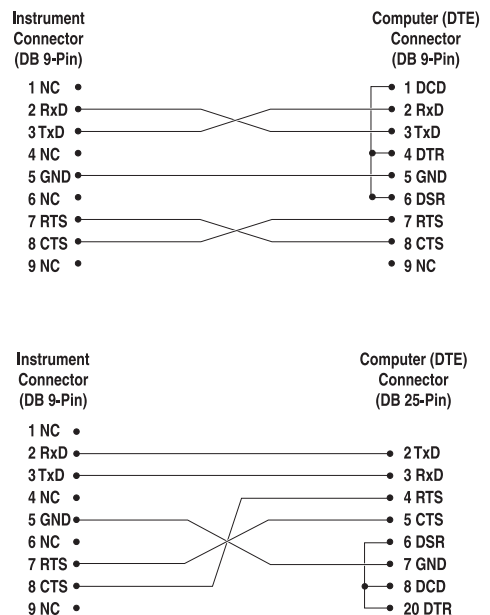 Instrument
Connector
(DB 9-Pin)
Computer (DTE)
Connector
(DB 9-Pin)
1 NC
1 DCD
2 RxD
2 RxD
3 TxD
3 TxD
4 NC
4 DTR
5 GND
5 GND
6 NC
6 DSR
7 RTS
7 RTS
8 CTS
8 CTS
9 NC
9 NC
Instrument
Connector
(DB 9-Pin)
Computer (DTE)
Connector
(DB 25-Pin)
1 NC
2 RxD
2 TxD
3 TxD
3 RxD
4 NC
4 RTS
5 GND
5 CTS
6 NC
6 DSR
7 RTS
7 GND
8 CTS
8 DCD
9 NC
20 DTR